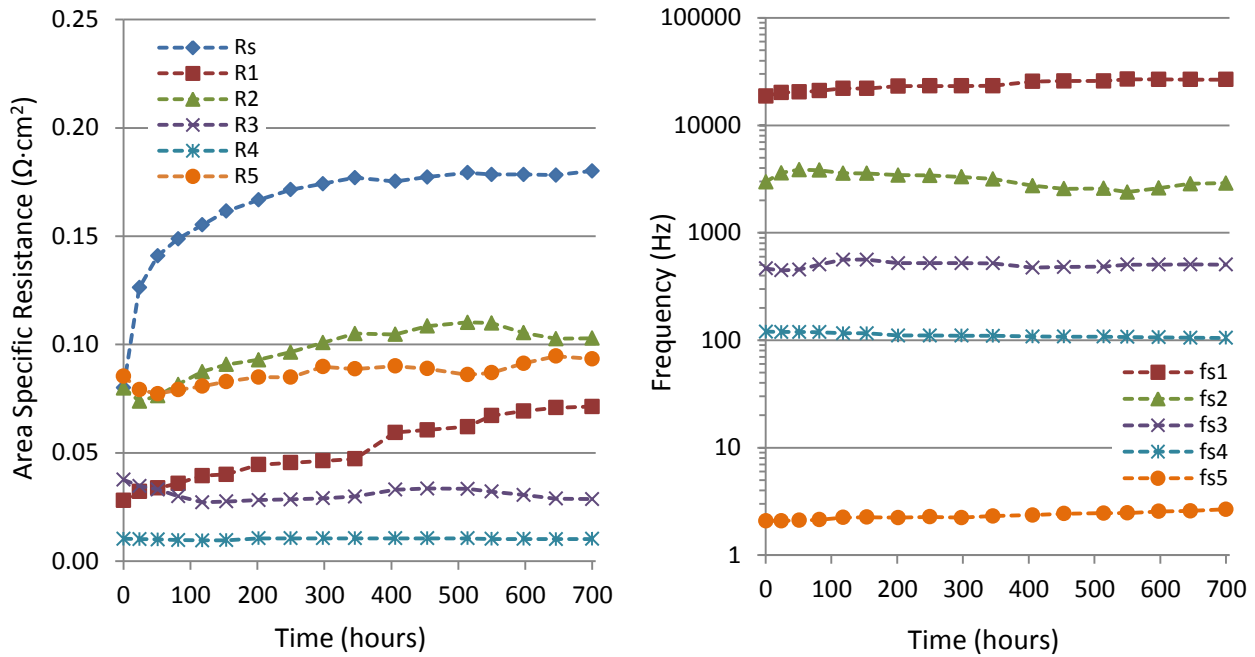 Area Specific Resistance (Ω·cm²)
0.25
0.20
0.15
0.10
0.05
0.00
Rs
R1
R2
R3
R4
R5
0 100 200 300 400 500 600 700
Time (hours)
Frequency (Hz)
100000
10000
1000
100
10
1
fs1
fs2
fs3
fs4
fs5
0 100 200 300 400 500 600 700
Time (hours)